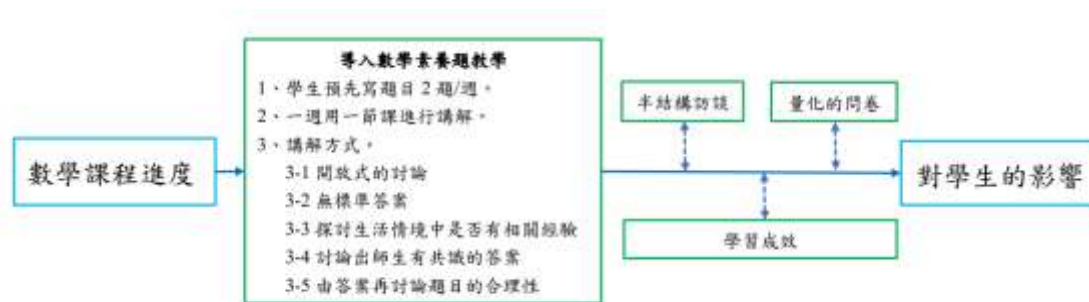 數學課程進度
導入數學素養題教學
1、學生預先寫題目 2 題/週。
2、一週用一節課進行講解。
3、講解方式。
3-1 開放式的討論
3-2 無標準答案
3-3 探討生活情境中是否有相關經驗
3-4 討論出師生有共識的答案
3-5 由答案再討論題目的合理性
半結構訪談
量化的問卷
學習成效
對學生的影響